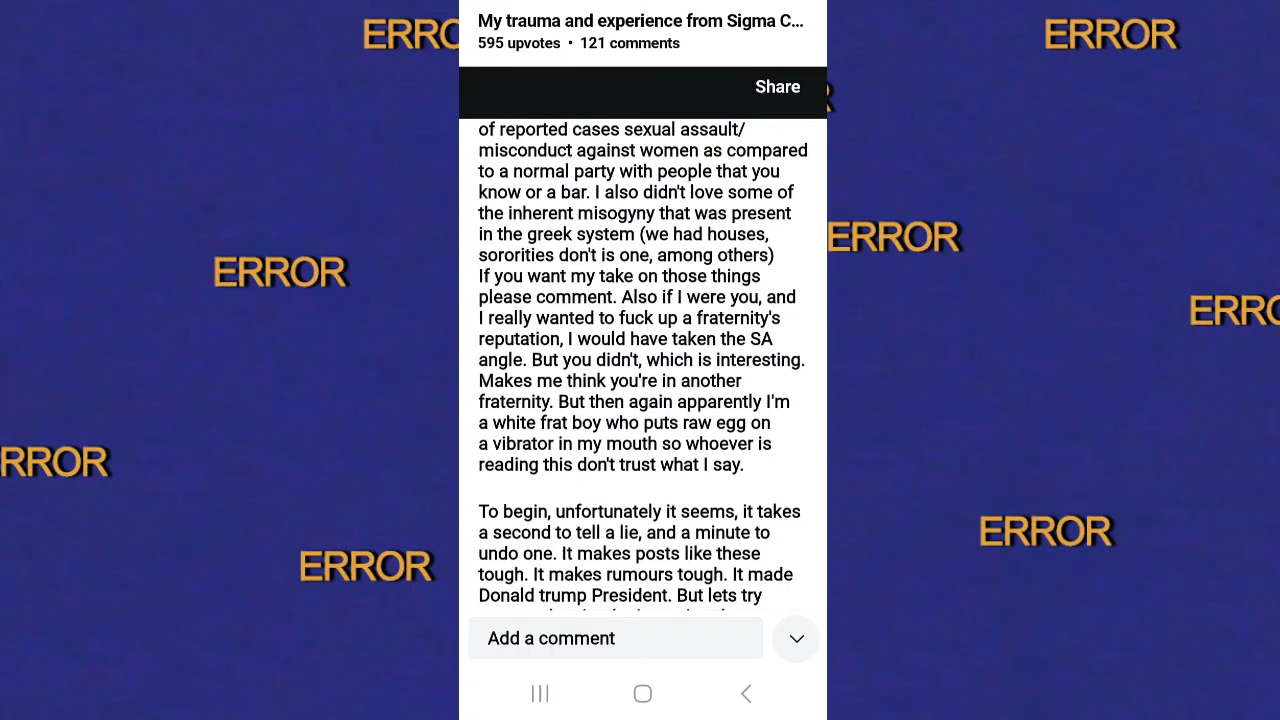 ERRO
ERROR
My trauma and experience from Sigma C...
595 upvotes • 121 comments
Share
of reported cases sexual assault/
misconduct against women as compared
to a normal party with people that you
know or a bar. I also didn't love some of
the inherent misogyny that was present
in the greek system (we had houses,
sororities don't is one, among others)
If you want my take on those things
please comment. Also if I were you, and
I really wanted to fuck up a fraternity's
reputation, I would have taken the SA
angle. But you didn't, which is interesting.
Makes me think you're in another
fraternity. But then again apparently I'm
a white frat boy who puts raw egg on
a vibrator in my mouth so whoever is
reading this don't trust what I say.
To begin, unfortunately it seems, it takes
a second to tell a lie, and a minute to
undo one. It makes posts like these
tough. It makes rumours tough. It made
Donald trump President. But lets try
Add a comment
ERROR
ERROR
ERRO
RROR
ERROR
ERROR